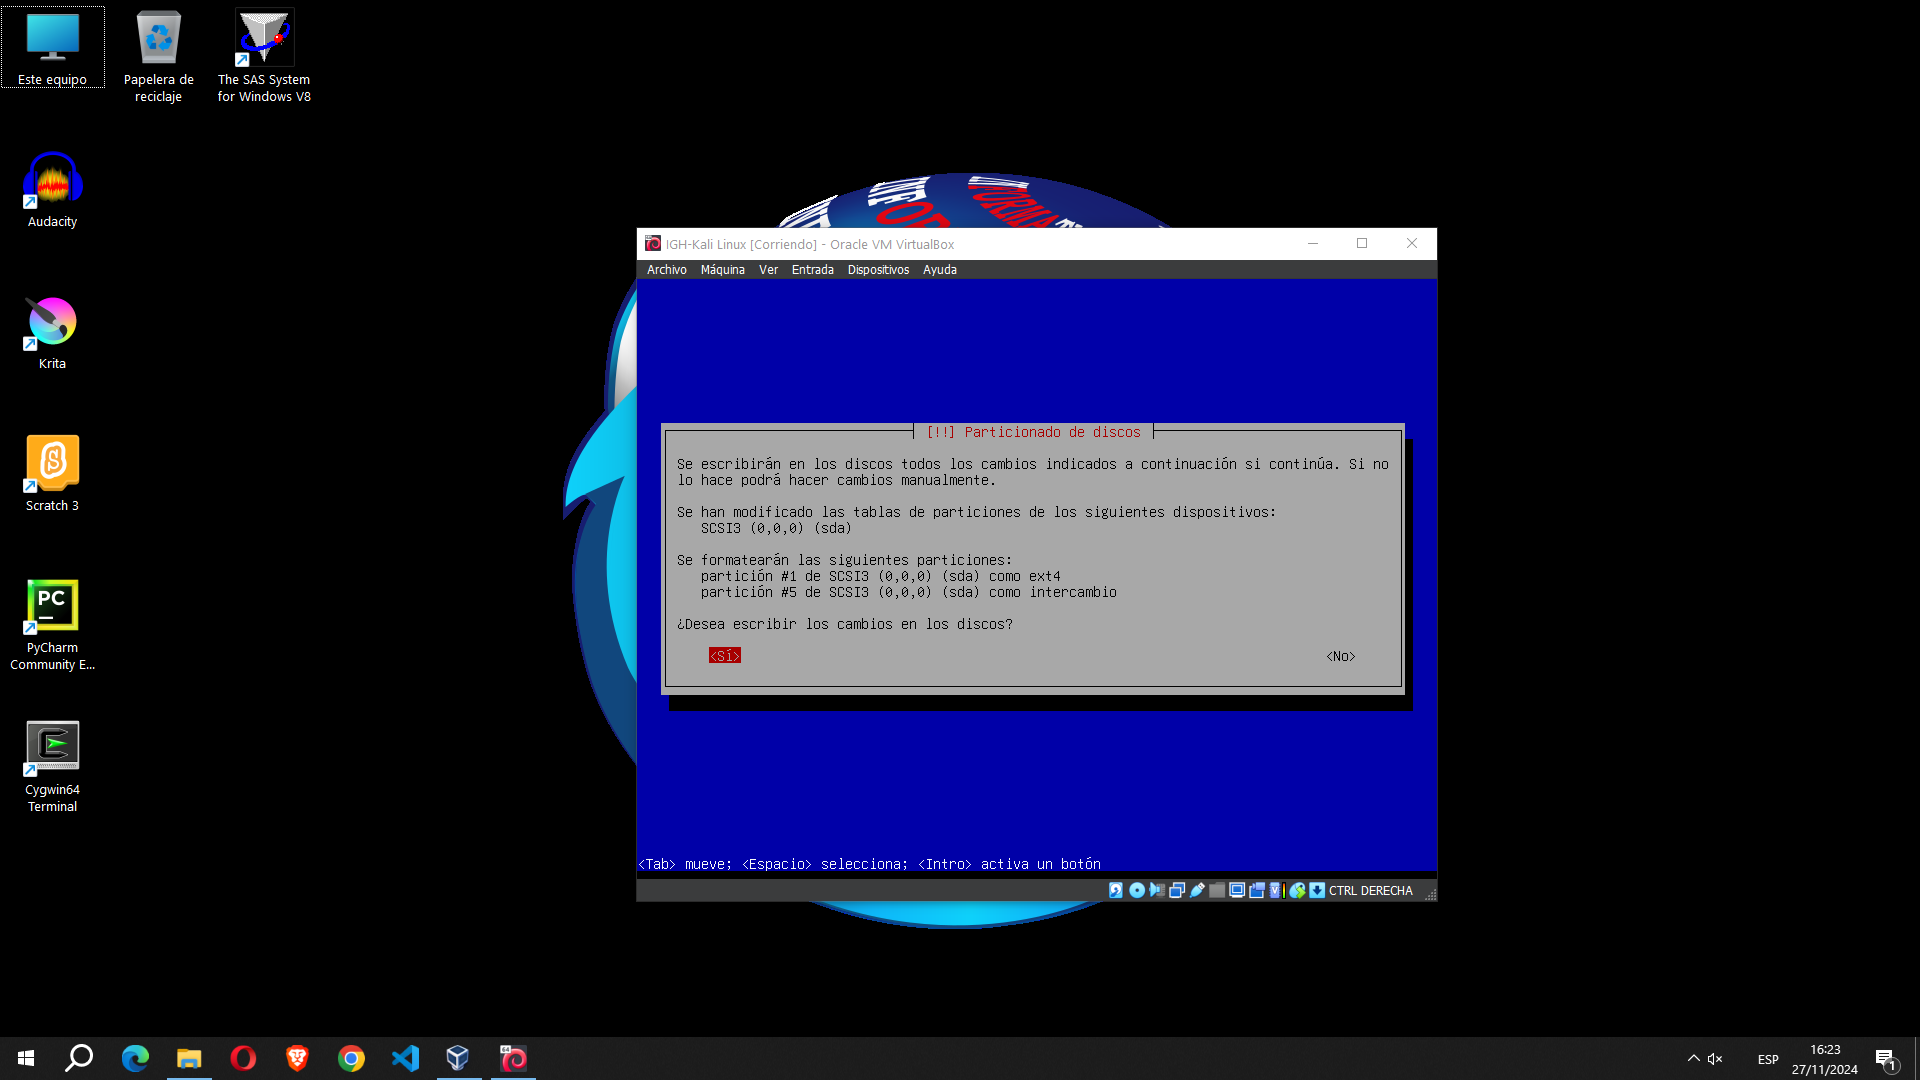 Este equipo
Papelera de
reciclaje
The SAS System
for Windows V8
Audacity
Krita
Scratch 3
PyCharm
Community E...
Cygwin64
Terminal
IGH-Kali Linux [Corriendo] - Oracle VM VirtualBox
Archivo Máquina Ver Entrada Dispositivos Ayuda
[!!] Particionado de discos
Se escribirán en los discos todos los cambios indicados a continuación si continúa. Si no
lo hace podrá hacer cambios manualmente.
Se han modificado las tablas de particiones de los siguientes dispositivos:
SCSI3 (0,0,0) (sda)
Se formatearán las siguientes particiones:
partición #1 de SCSI3 (0,0,0) (sda) como ext4
partición #5 de SCSI3 (0,0,0) (sda) como intercambio
¿Desea escribir los cambios en los discos?
<Sí> <No>
<Tab> mueve; <Espacio> selecciona; <Intro> activa un botón
CTRL DERECHA
ESP
16:23
27/11/2024
1